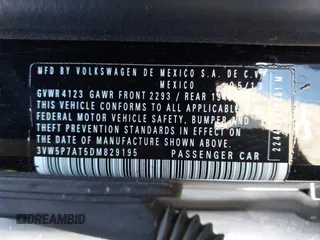 MFD BY VOLKSWAGEN DE MEXICO S.A. DE C.V.
MEXICO 05/1
GVWR 4123 GAWR FRONT 2293 / REAR
THIS VEHICLE CONFORMS TO ALL APPLICABLE
FEDERAL MOTOR VEHICLE SAFETY, BUMPER AND
THEFT PREVENTION STANDARDS IN EFFECT ON
THE DATE OF MANUFACTURE SHOWN ABOVE
3VW5P7AT5DM829195 PASSENGER CAR
DREAMBID